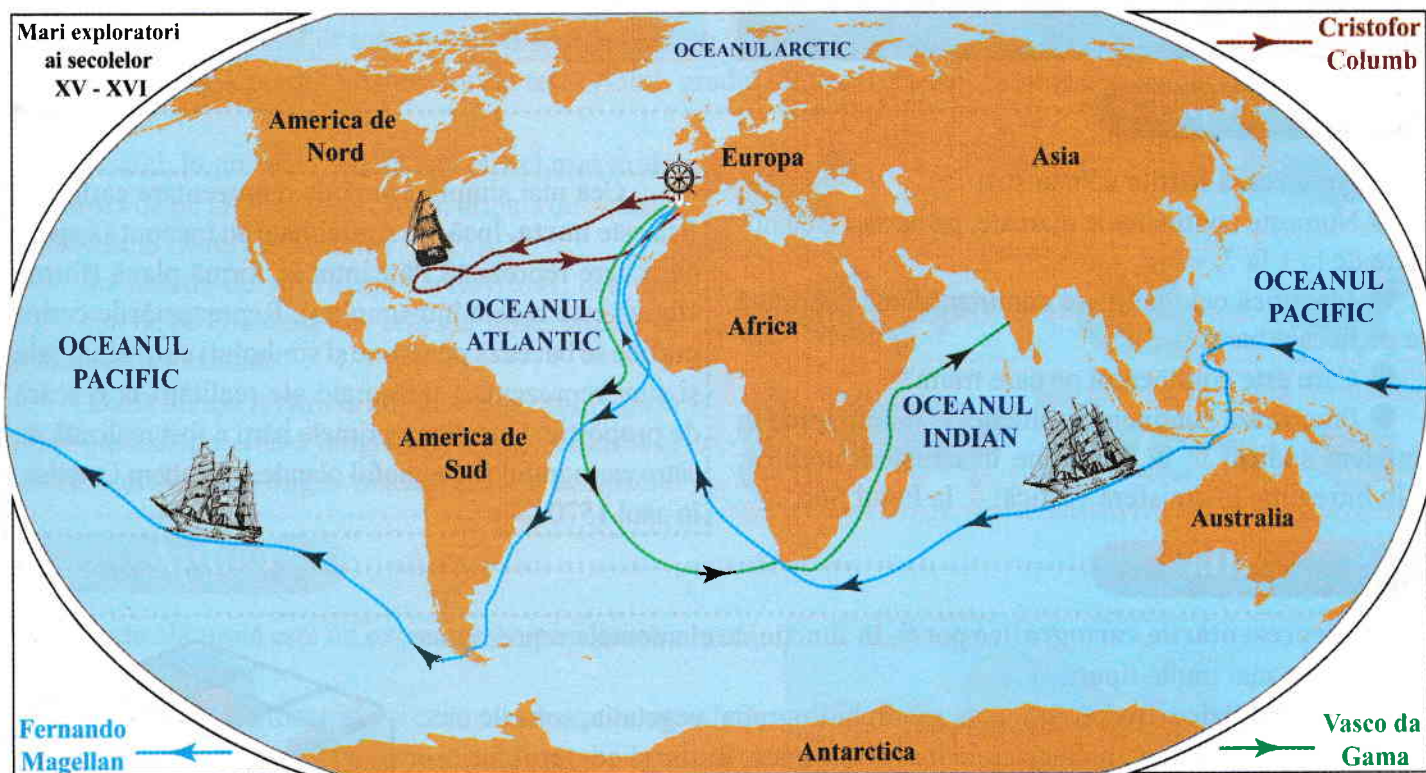 Mari exploratori
ai secolelor
XV - XVI
Cristofor
Columb
OCEANUL ARCTIC
America de
Nord
Europa
Asia
OCEANUL
PACIFIC
OCEANUL
ATLANTIC
Africa
OCEANUL
PACIFIC
America de
Sud
OCEANUL
INDIAN
Australia
Antarctica
Fernando
Magellan
Vasco da
Gama